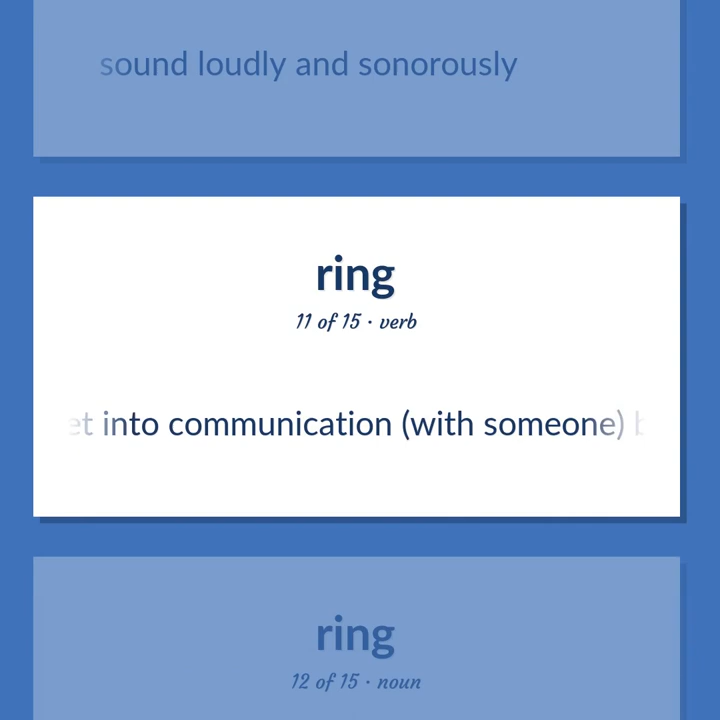 sound loudly and sonorously
ring
11 of 15 · verb
into communication (with someone)
ring
12 of 15 · noun